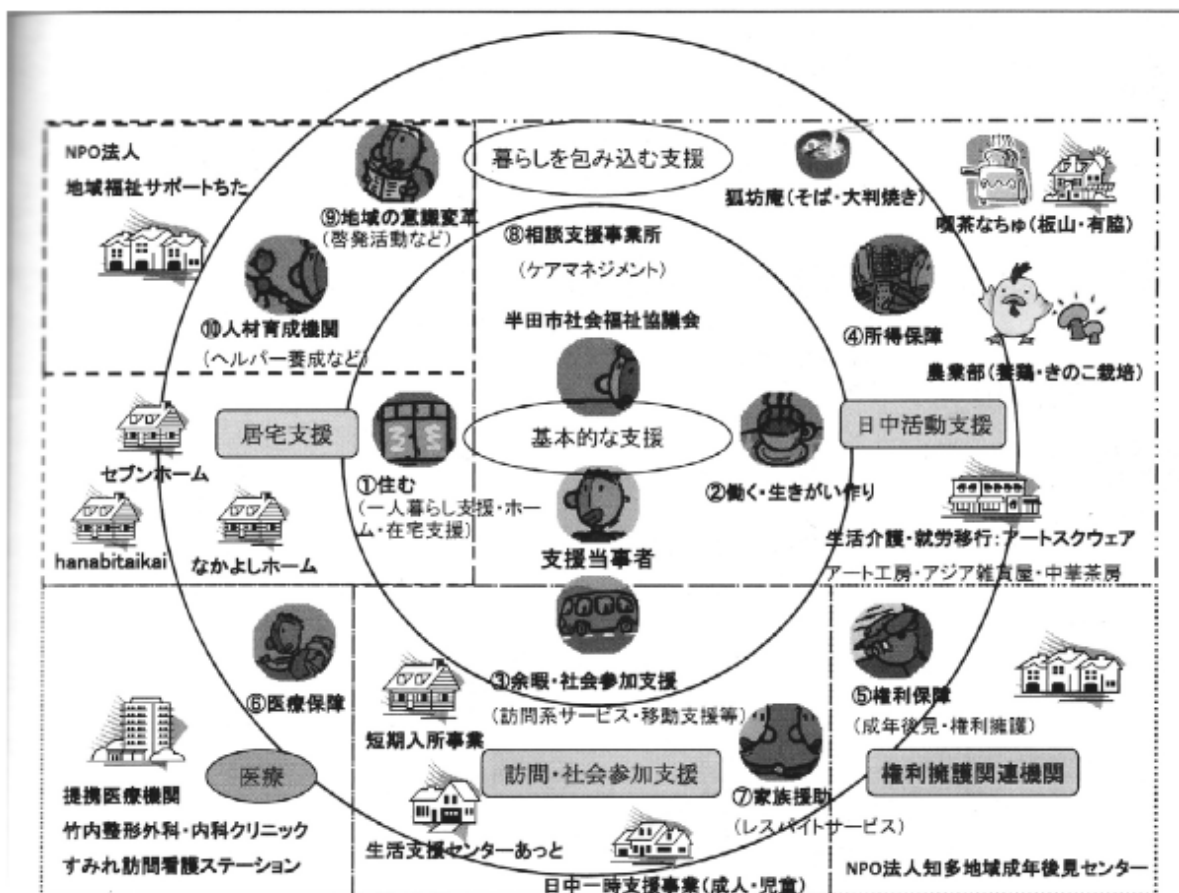 NPO法人
地域福祉サポートちた
⑨地域の意識変革
(啓発活動など)
⑩人材育成機関
(ヘルパー養成など)
暮らしを包み込む支援
⑧相談支援事業所
(ケアマネジメント)
半田市社会福祉協議会
狐坊庵(そば・大判焼き)
喫茶なちゅ(板山・有脇)
④所得保障
農業部(養鶏・きのこ栽培)
居宅支援
セブンホーム
hanabitaikai
なかよしホーム
①住む
(一人暮らし支援・ホー
ム・在宅支援)
基本的な支援
支援当事者
②働く・生きがい作り
日中活動支援
生活介護・就労移行:アートスクウェア
アート工房・アジア雑貨屋・中華茶房
⑥医療保障
医療
提携医療機関
竹内整形外科・内科クリニック
すみれ訪問看護ステーション
③余暇・社会参加支援
(訪問系サービス・移動支援等)
短期入所事業
訪問・社会参加支援
生活支援センターあっと
日中一時支援事業(成人・児童)
⑦家族援助
(レスパイトサービス)
⑤権利保障
(成年後見・権利擁護)
権利擁護関連機関
NPO法人知多地域成年後見センター